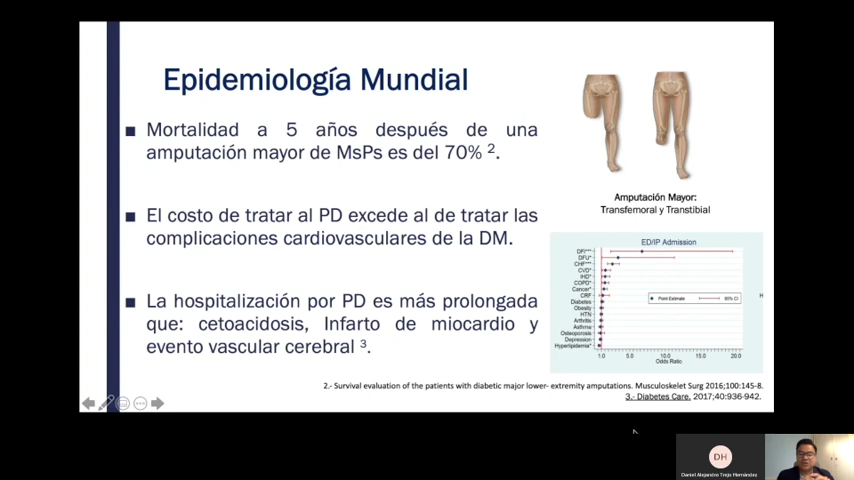 Epidemiología Mundial
■ Mortalidad a 5 años después de una
amputación mayor de MsPs es del 70% 2.
■ El costo de tratar al PD excede al de tratar las
complicaciones cardiovasculares de la DM.
■ La hospitalización por PD es más prolongada
que: cetoacidosis, Infarto de miocardio y
evento vascular cerebral 3.
Amputación Mayor:
Transfemoral y Transtibial
ED/IP Admission
DFI***
DFU*
CHF***
CVD*
IHD*
COPD*
Cancer*
CRF
Diabetes
Obesity
HTN
Arthritis
Asthma
Osteoporosis
Depression
Hyperlipidemia*
Point Estimate
95% CI
1.0 5.0 10.0 15.0 20.0
Odds Ratio
H
2.- Survival evaluation of the patients with diabetic major lower- extremity amputations. Musculoskelet Surg 2016;100:145-8.
3.- Diabetes Care. 2017;40:936-942.
DH
Daniel Alejandro Trejo Hernández